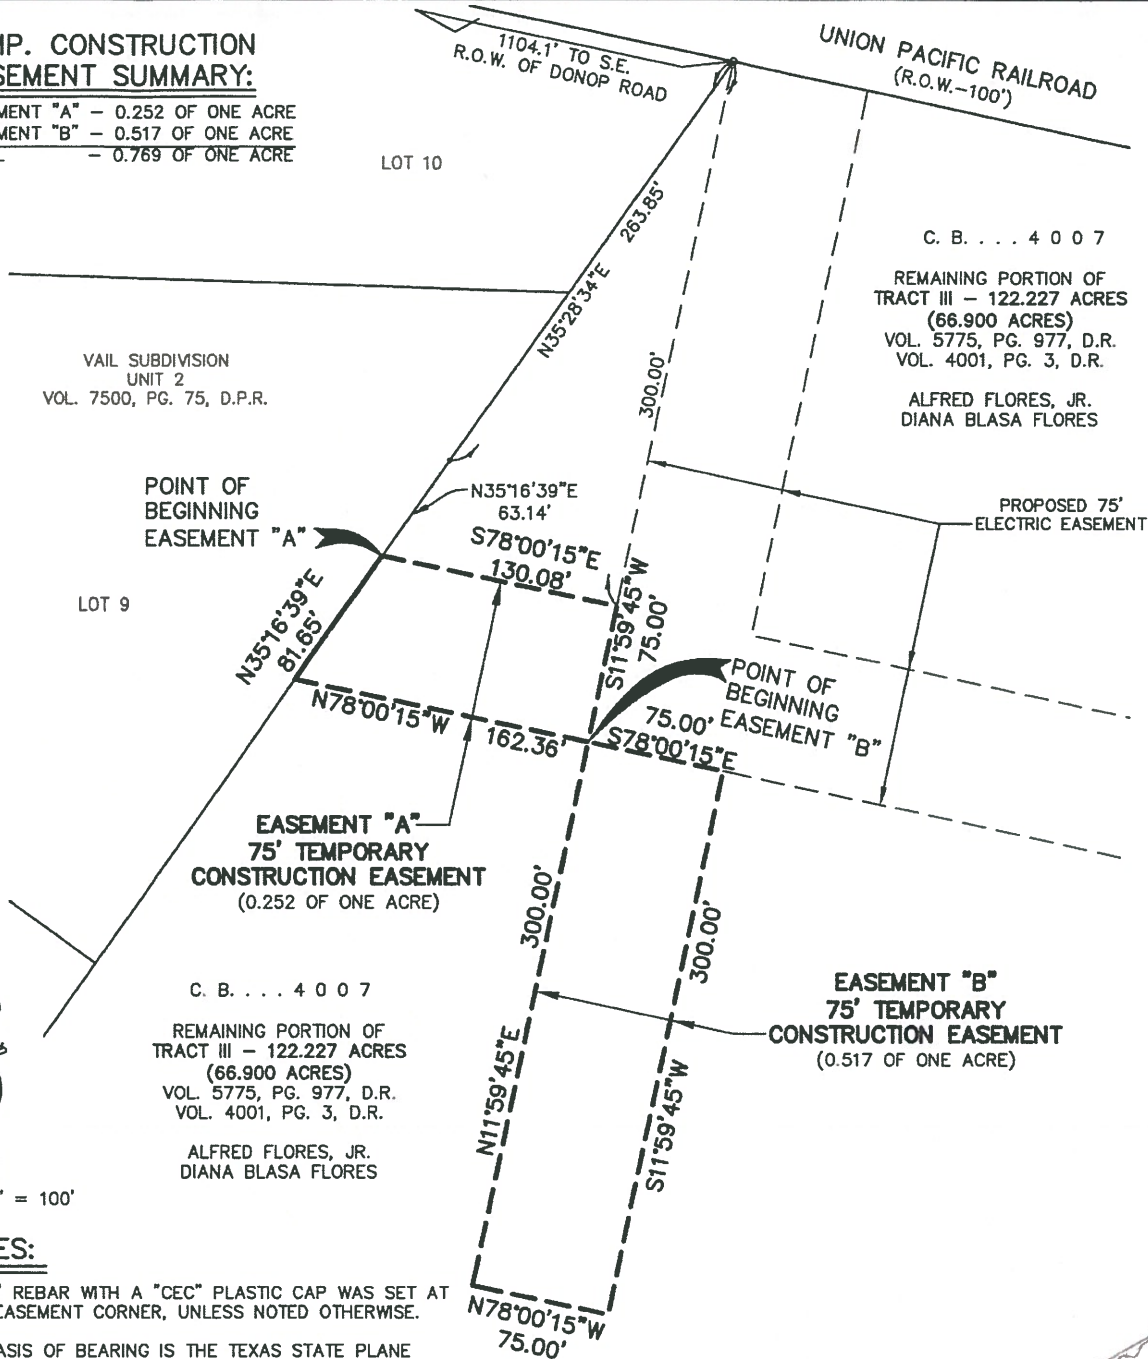 MP. CONSTRUCTION
SEMENT SUMMARY:
MENT "A" – 0.252 OF ONE ACRE
MENT "B" – 0.517 OF ONE ACRE
– 0.769 OF ONE ACRE
1104.1' TO S.E.
R.O.W. OF DONOP ROAD
UNION PACIFIC RAILROAD
(R.O.W.–100')
LOT 10
263.85'
N35°28'34"E
C. B. . . . 4 0 0 7
REMAINING PORTION OF
TRACT III – 122.227 ACRES
(66.900 ACRES)
VOL. 5775, PG. 977, D.R.
VOL. 4001, PG. 3, D.R.
ALFRED FLORES, JR.
DIANA BLASA FLORES
VAIL SUBDIVISION
UNIT 2
VOL. 7500, PG. 75, D.P.R.
300.00'
POINT OF
BEGINNING
EASEMENT "A"
N35°16'39"E
63.14'
PROPOSED 75'
ELECTRIC EASEMENT
S78°00'15"E
130.08'
LOT 9
N35°16'39"E
81.65'
S11°59'45"W
75.00'
POINT OF
BEGINNING
EASEMENT "B"
N78°00'15"W
162.36'
75.00'
S78°00'15"E
EASEMENT "A"
75' TEMPORARY
CONSTRUCTION EASEMENT
(0.252 OF ONE ACRE)
300.00'
300.00'
C. B. . . . 4 0 0 7
REMAINING PORTION OF
TRACT III – 122.227 ACRES
(66.900 ACRES)
VOL. 5775, PG. 977, D.R.
VOL. 4001, PG. 3, D.R.
ALFRED FLORES, JR.
DIANA BLASA FLORES
EASEMENT "B"
75' TEMPORARY
CONSTRUCTION EASEMENT
(0.517 OF ONE ACRE)
N11°59'45"E
S11°59'45"W
' = 100'
ES:
' REBAR WITH A "CEC" PLASTIC CAP WAS SET AT
EASEMENT CORNER, UNLESS NOTED OTHERWISE.
N78°00'15"W
75.00'
ASIS OF BEARING IS THE TEXAS STATE PLANE